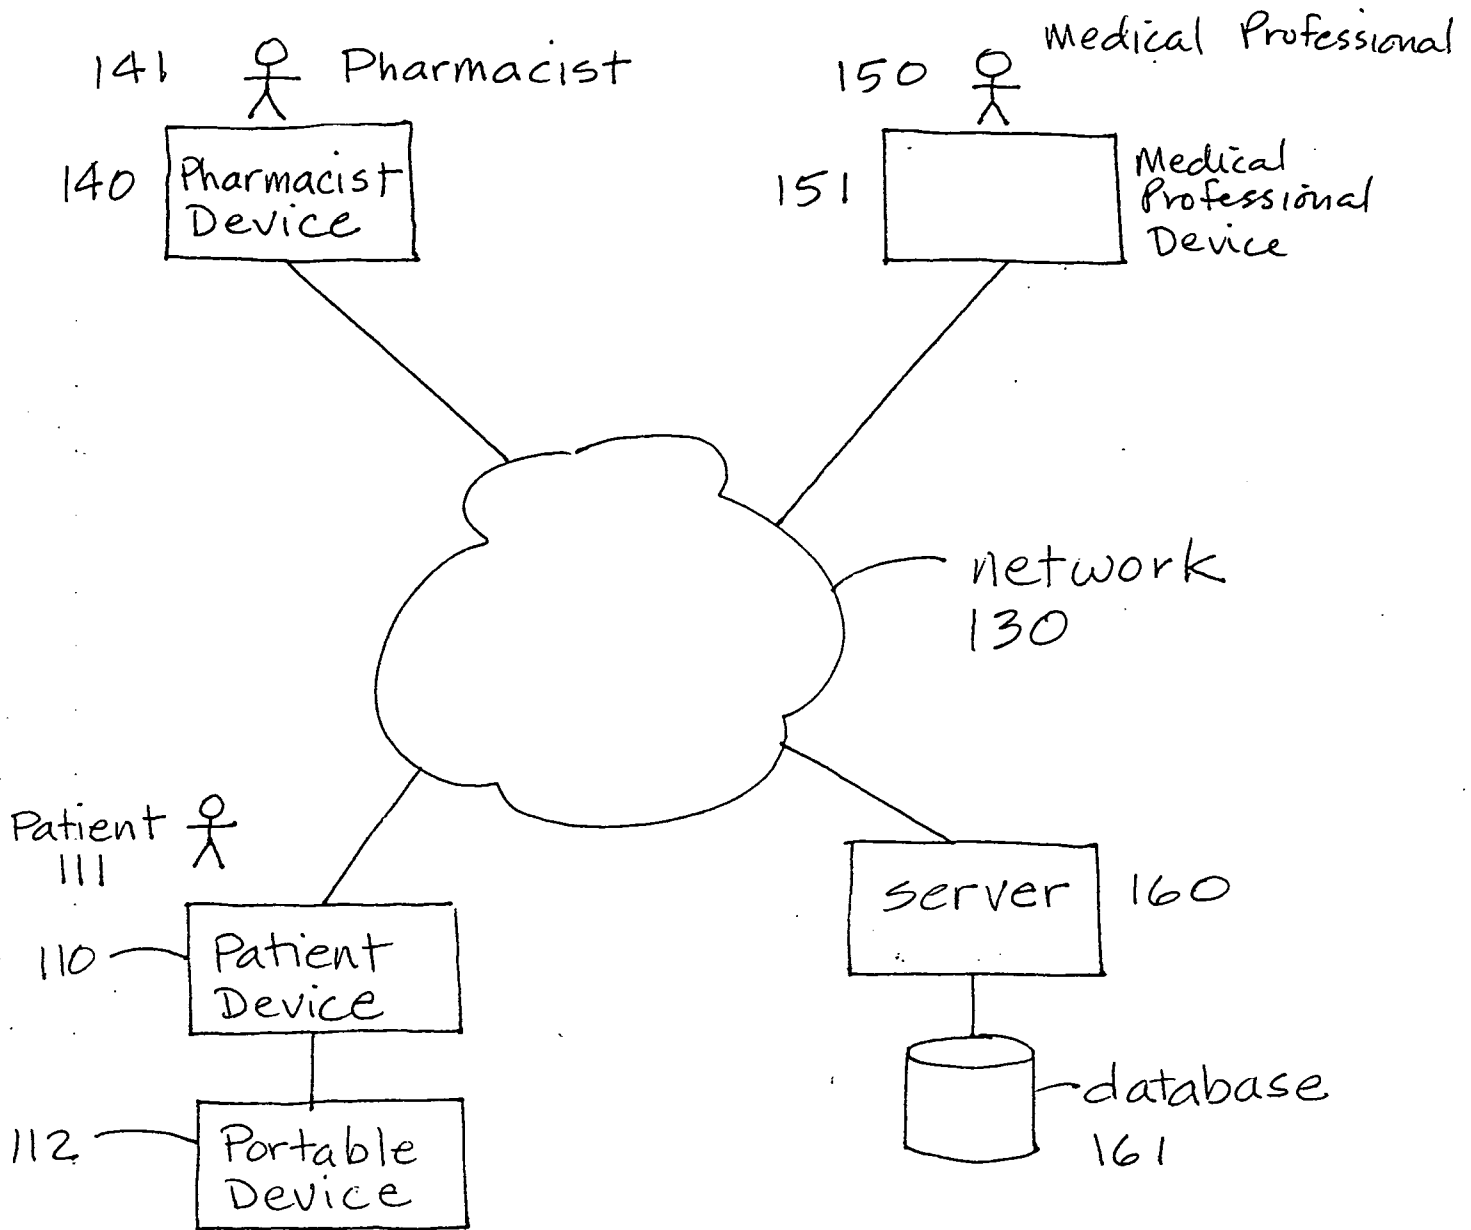 141 Pharmacist
140 Pharmacist
Device
Medical Professional
150
151
Medical
Professional
Device
network
130
Patient
111
110 Patient
Device
112 Portable
Device
server 160
database
161